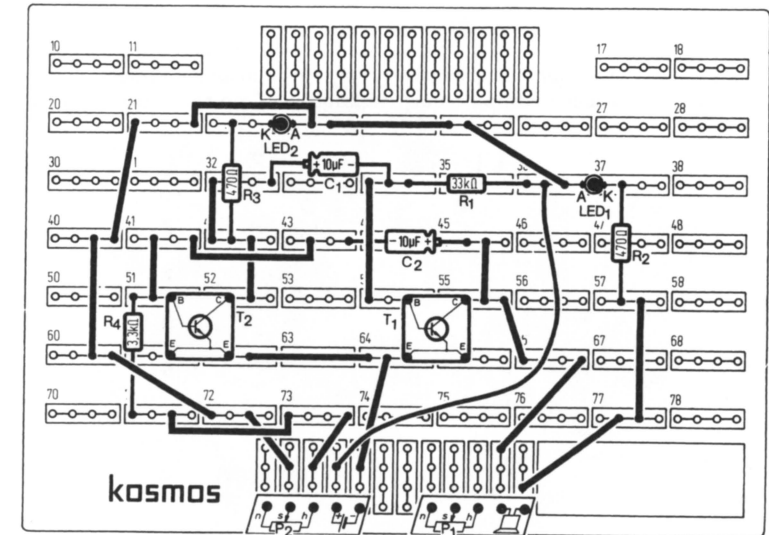 10 11 17 18
20 21 27 28
K A
LED2
30 1 32 35 37 38
470Ω R3
10µF −
C1
33kΩ
R1
A K
LED1
40 41 43 45 46 47 48
− 10µF +
C2
470Ω
R2
50 51 52 53 55 56 57 58
R4 3,3kΩ
B C T2
B C T1
E E
E E
60 63 64 67 68
70 72 73 74 75 76 77 78
kosmos
n s h + −
P2
n s h
P1